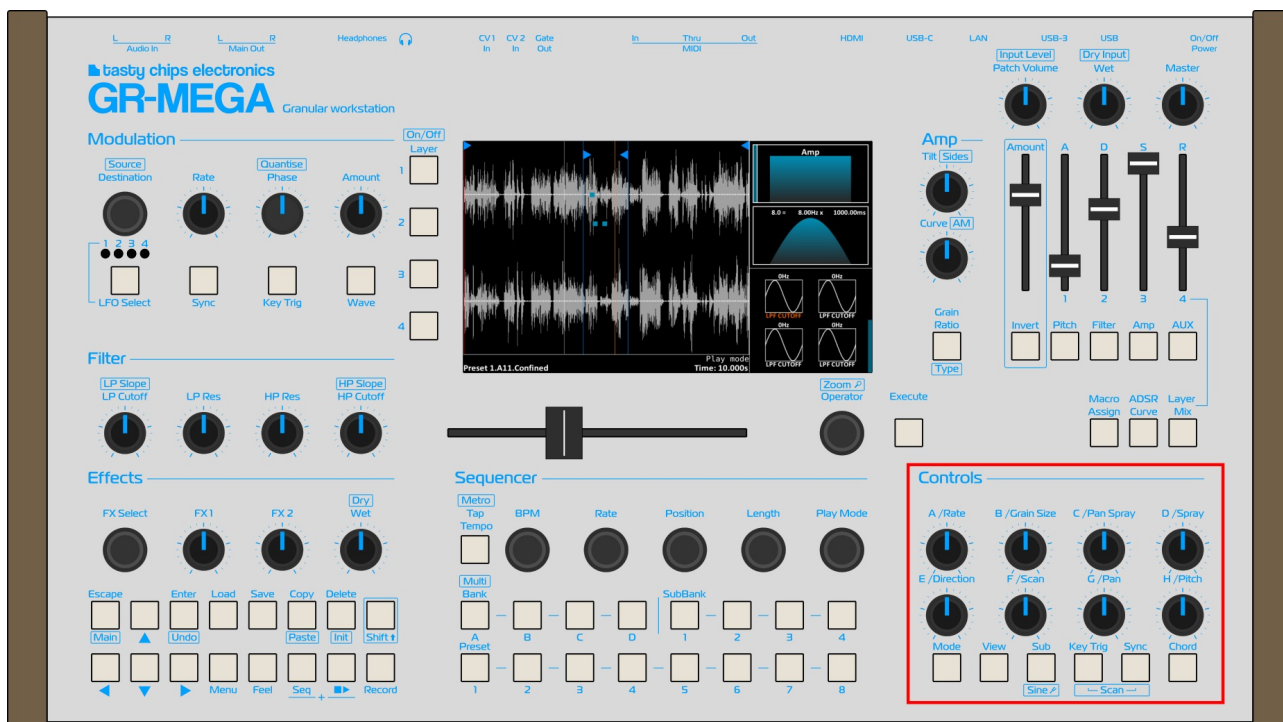 L R L R Headphones CV 1 CV 2 Gate In Thru Out HDMI USB-C LAN USB-3 USB On/Off
Audio In Main Out In In Out MIDI Power
tasty chips electronics
GR-MEGA Granular workstation
Input Level Dry Input
Patch Volume Wet Master
Modulation
Source Quantise
Destination Rate Phase Amount
1 2 3 4
LFO Select Sync Key Trig Wave
On/Off
Layer
1
2
3
4
Amp
8.0 = 8.00Hz x 1000.00ms
0Hz 0Hz
LPF CUTOFF LPF CUTOFF
0Hz 0Hz
LPF CUTOFF LPF CUTOFF
Play mode
Preset 1.A11.Confined Time: 10.000s
Amp
Tilt Sides
Curve AM
Grain
Ratio
Type
Amount A D S R
1 2 3 4
Invert Pitch Filter Amp AUX
Macro ADSR Layer
Assign Curve Mix
Filter
LP Slope HP Slope
LP Cutoff LP Res HP Res HP Cutoff
Zoom
Operator Execute
Effects
Dry
FX Select FX 1 FX 2 Wet
Escape Enter Load Save Copy Delete
Main Undo Paste Init Shift
Menu Feel Seq + Record
Sequencer
Metro
Tap
Tempo
BPM Rate Position Length Play Mode
Multi
Bank SubBank
A B C D 1 2 3 4
Preset
1 2 3 4 5 6 7 8
Controls
A /Rate B /Grain Size C /Pan Spray D /Spray
E /Direction F /Scan G /Pan H /Pitch
Mode View Sub Key Trig Sync Chord
Sine Scan